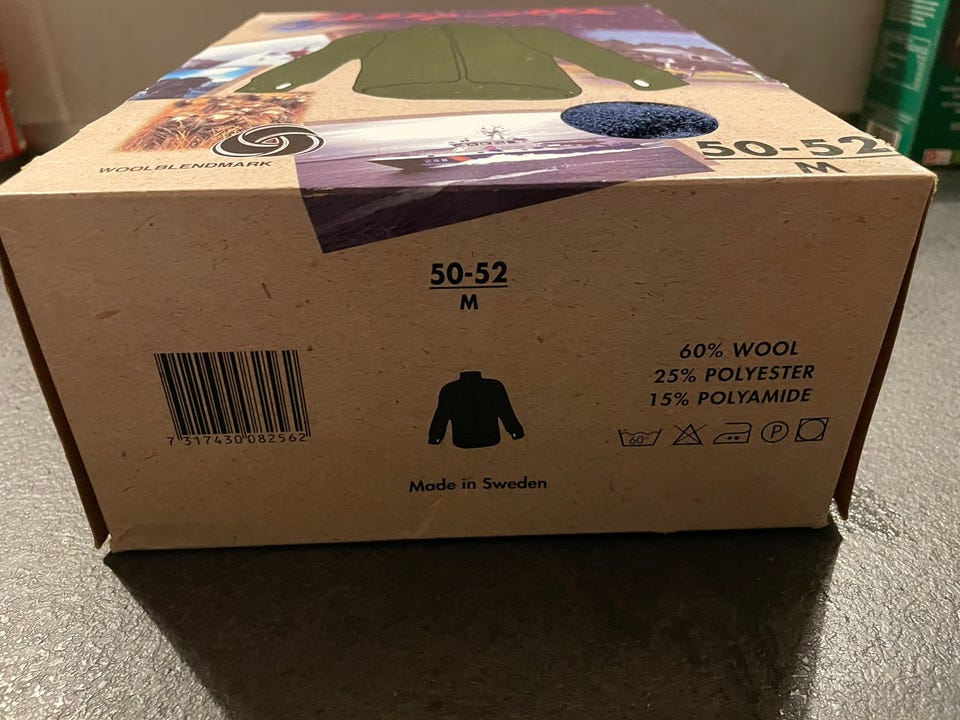 WOOLBLENDMARK
50-52
M
50-52
M
7 317430 082562
60% WOOL
25% POLYESTER
15% POLYAMIDE
60°
P
Made in Sweden